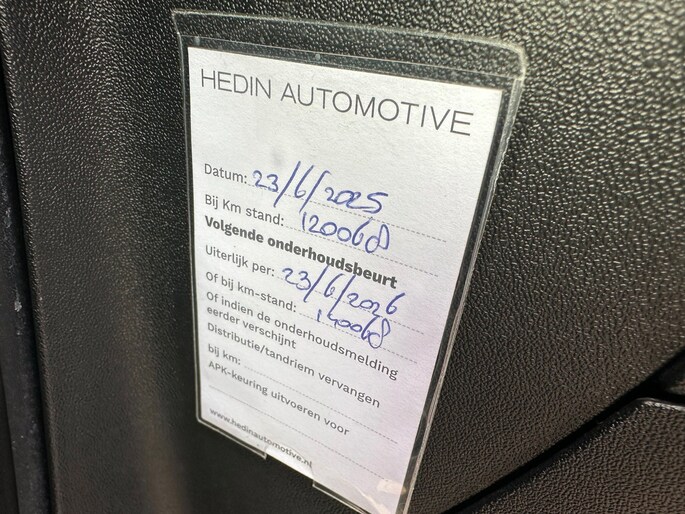 HEDIN AUTOMOTIVE
Datum: 23/6/2025
Bij Km stand: 120068
Volgende onderhoudsbeurt
Uiterlijk per: 23/6/2026
Of bij km-stand: 140068
Of indien de onderhoudsmelding
eerder verschijnt
Distributie/tandriem vervangen
bij km:
APK-keuring uitvoeren voor
www.hedinautomotive.nl